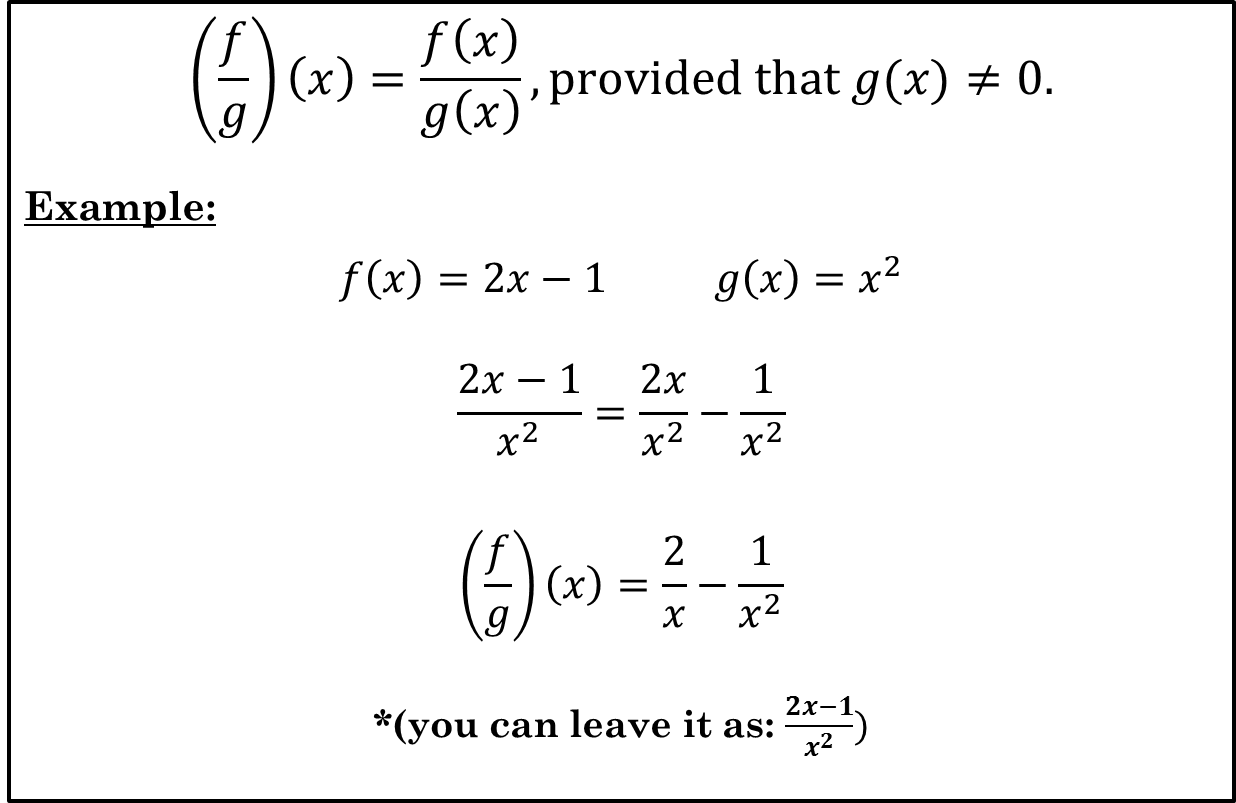 (f/g)(x) = f(x)/g(x), provided that g(x) ≠ 0.
Example:
f(x) = 2x − 1 g(x) = x²
(2x − 1)/x² = 2x/x² − 1/x²
(f/g)(x) = 2/x − 1/x²
*(you can leave it as: (2x−1)/x²)